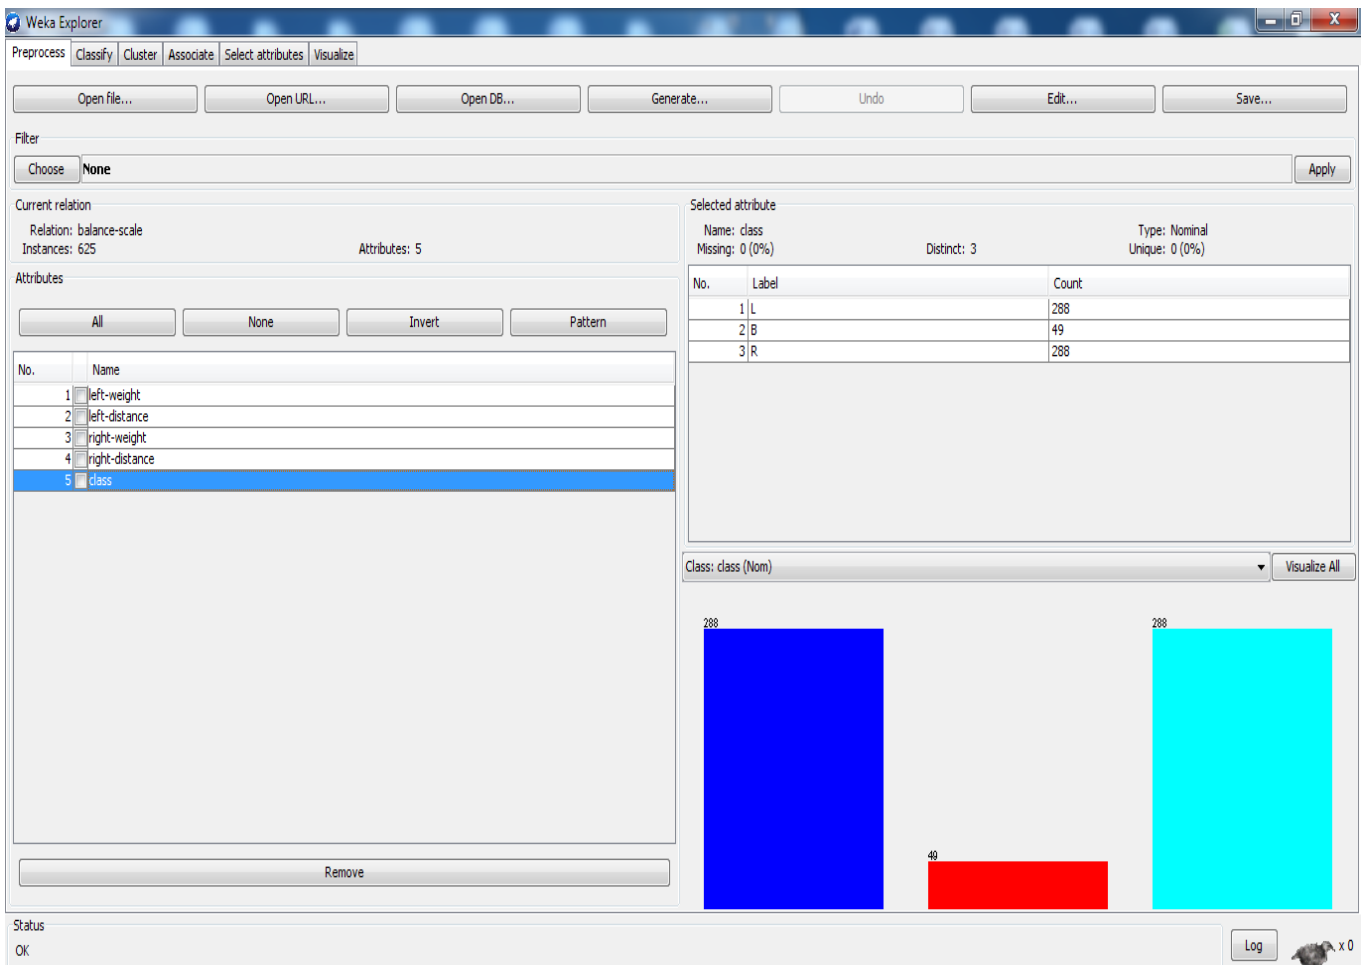 Weka Explorer
Preprocess Classify Cluster Associate Select attributes Visualize
Open file... Open URL... Open DB... Generate... Undo Edit... Save...
Filter
Choose None Apply
Current relation
Relation: balance-scale
Instances: 625 Attributes: 5
Attributes
All None Invert Pattern
No. Name
1 left-weight
2 left-distance
3 right-weight
4 right-distance
5 class
Remove
Selected attribute
Name: class Type: Nominal
Missing: 0 (0%) Distinct: 3 Unique: 0 (0%)
No. Label Count
1 L 288
2 B 49
3 R 288
Class: class (Nom) Visualize All
288 288
49
Status
OK
Log x 0